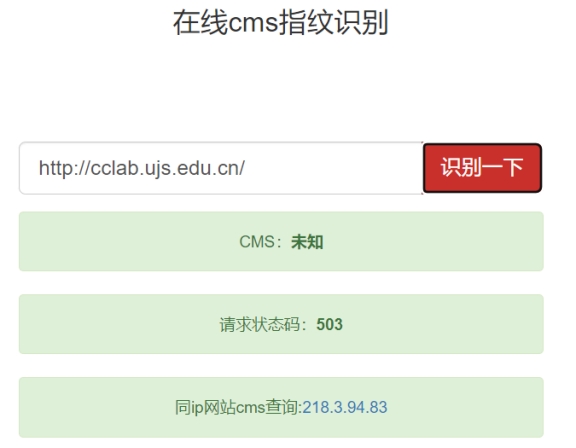 在线cms指纹识别
http://cclab.ujs.edu.cn/ 识别一下
CMS：未知
请求状态码：503
同ip网站cms查询:218.3.94.83